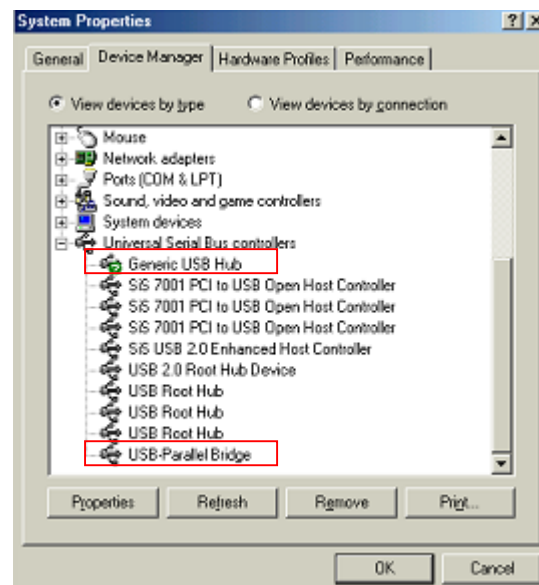 System Properties
General Device Manager Hardware Profiles Performance
View devices by type View devices by connection
Mouse
Network adapters
Ports (COM & LPT)
Sound, video and game controllers
System devices
Universal Serial Bus controllers
Generic USB Hub
SiS 7001 PCI to USB Open Host Controller
SiS 7001 PCI to USB Open Host Controller
SiS 7001 PCI to USB Open Host Controller
SiS USB 2.0 Enhanced Host Controller
USB 2.0 Root Hub Device
USB Root Hub
USB Root Hub
USB Root Hub
USB-Parallel Bridge
Properties Refresh Remove Print...
OK Cancel